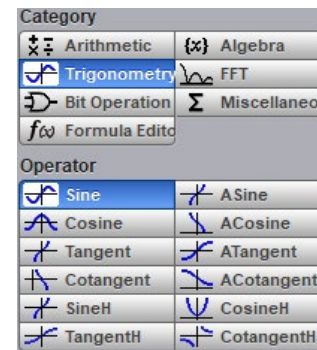 Category
Arithmetic {x} Algebra
Trigonometry FFT
Bit Operation Σ Miscellaneo
f(x) Formula Edito
Operator
Sine ASine
Cosine ACosine
Tangent ATangent
Cotangent ACotangent
SineH CosineH
TangentH CotangentH